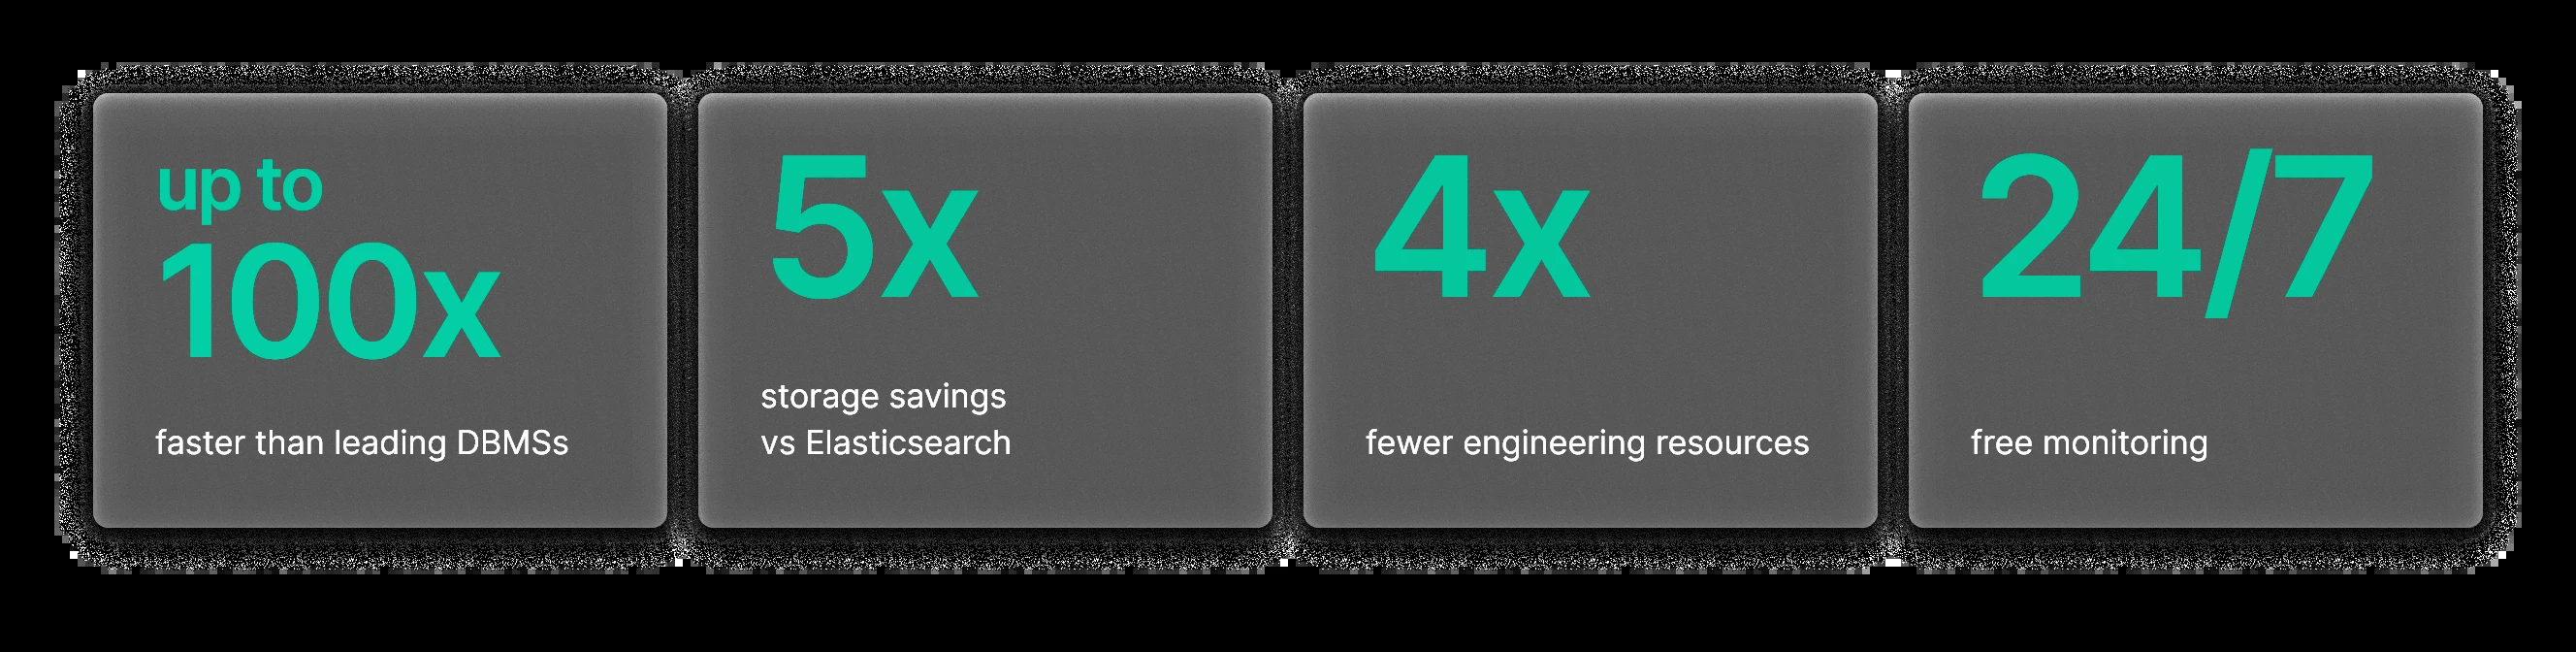 up to
100x
faster than leading DBMSs
5x
storage savings
vs Elasticsearch
4x
fewer engineering resources
24/7
free monitoring